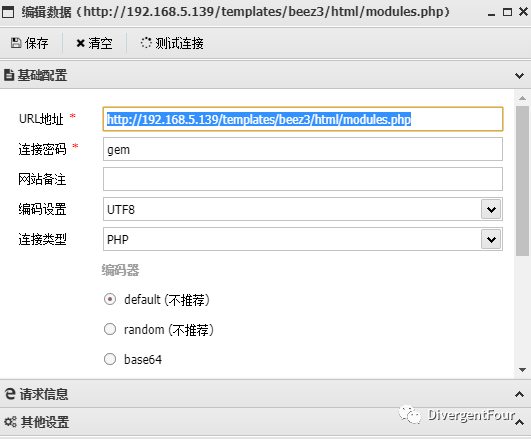 编辑数据（http://192.168.5.139/templates/beez3/html/modules.php）
保存 清空 测试连接
基础配置
URL地址 * http://192.168.5.139/templates/beez3/html/modules.php
连接密码 * gem
网站备注
编码设置 UTF8
连接类型 PHP
编码器
default (不推荐)
random (不推荐)
base64
请求信息
DivergentFour
其他设置